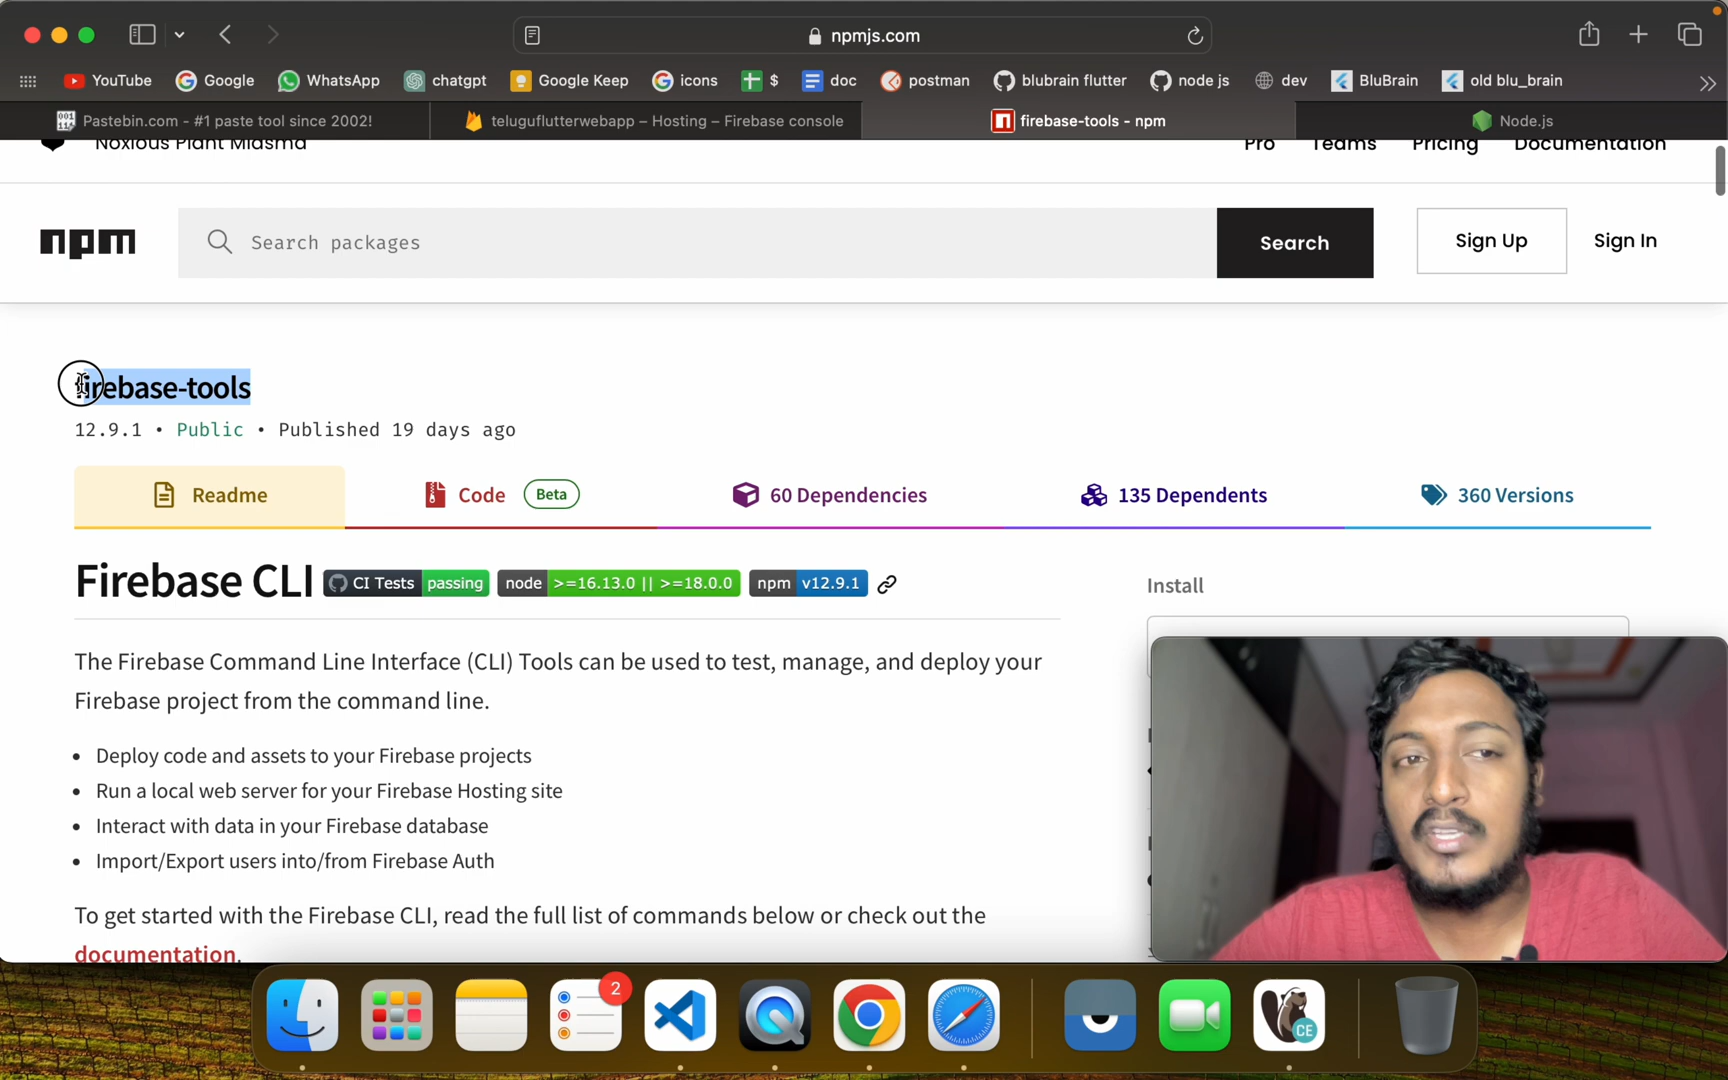 npmjs.com
YouTube
Google
WhatsApp
chatgpt
Google Keep
icons
$
doc
postman
blubrain flutter
node js
dev
BluBrain
old blu_brain
Pastebin.com - #1 paste tool since 2002!
teluguflutterwebapp – Hosting – Firebase console
firebase-tools - npm
Node.js
Noxious Plant Miasma
Pro
Teams
Pricing
Documentation
npm
Search packages
Search
Sign Up
Sign In
firebase-tools
12.9.1 • Public • Published 19 days ago
Readme
Code
Beta
60 Dependencies
135 Dependents
360 Versions
Firebase CLI
CI Tests passing
node >=16.13.0 || >=18.0.0
npm v12.9.1
Install
The Firebase Command Line Interface (CLI) Tools can be used to test, manage, and deploy your
Firebase project from the command line.
• Deploy code and assets to your Firebase projects
• Run a local web server for your Firebase Hosting site
• Interact with data in your Firebase database
• Import/Export users into/from Firebase Auth
To get started with the Firebase CLI, read the full list of commands below or check out the
documentation.
2
CE